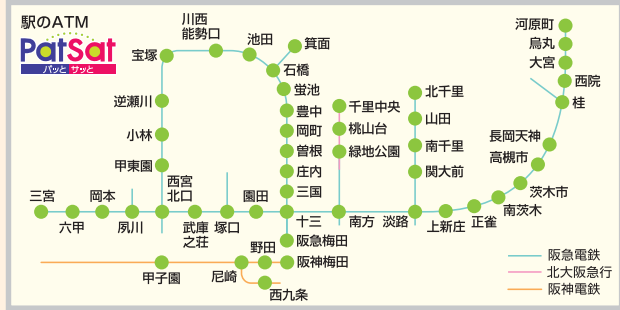 駅のATM
PatSat
パッと サッと
川西
能勢口
池田
箕面
宝塚
石橋
蛍池
逆瀬川
豊中
小林
岡町
曽根
甲東園
庄内
三国
三宮
六甲
岡本
夙川
西宮
北口
武庫
之荘
塚口
園田
十三
南方
淡路
上新庄
正雀
南茨木
茨木市
高槻市
長岡天神
桂
西院
大宮
烏丸
河原町
千里中央
桃山台
緑地公園
北千里
山田
南千里
関大前
阪急梅田
阪神梅田
野田
甲子園
尼崎
西九条
阪急電鉄
北大阪急行
阪神電鉄